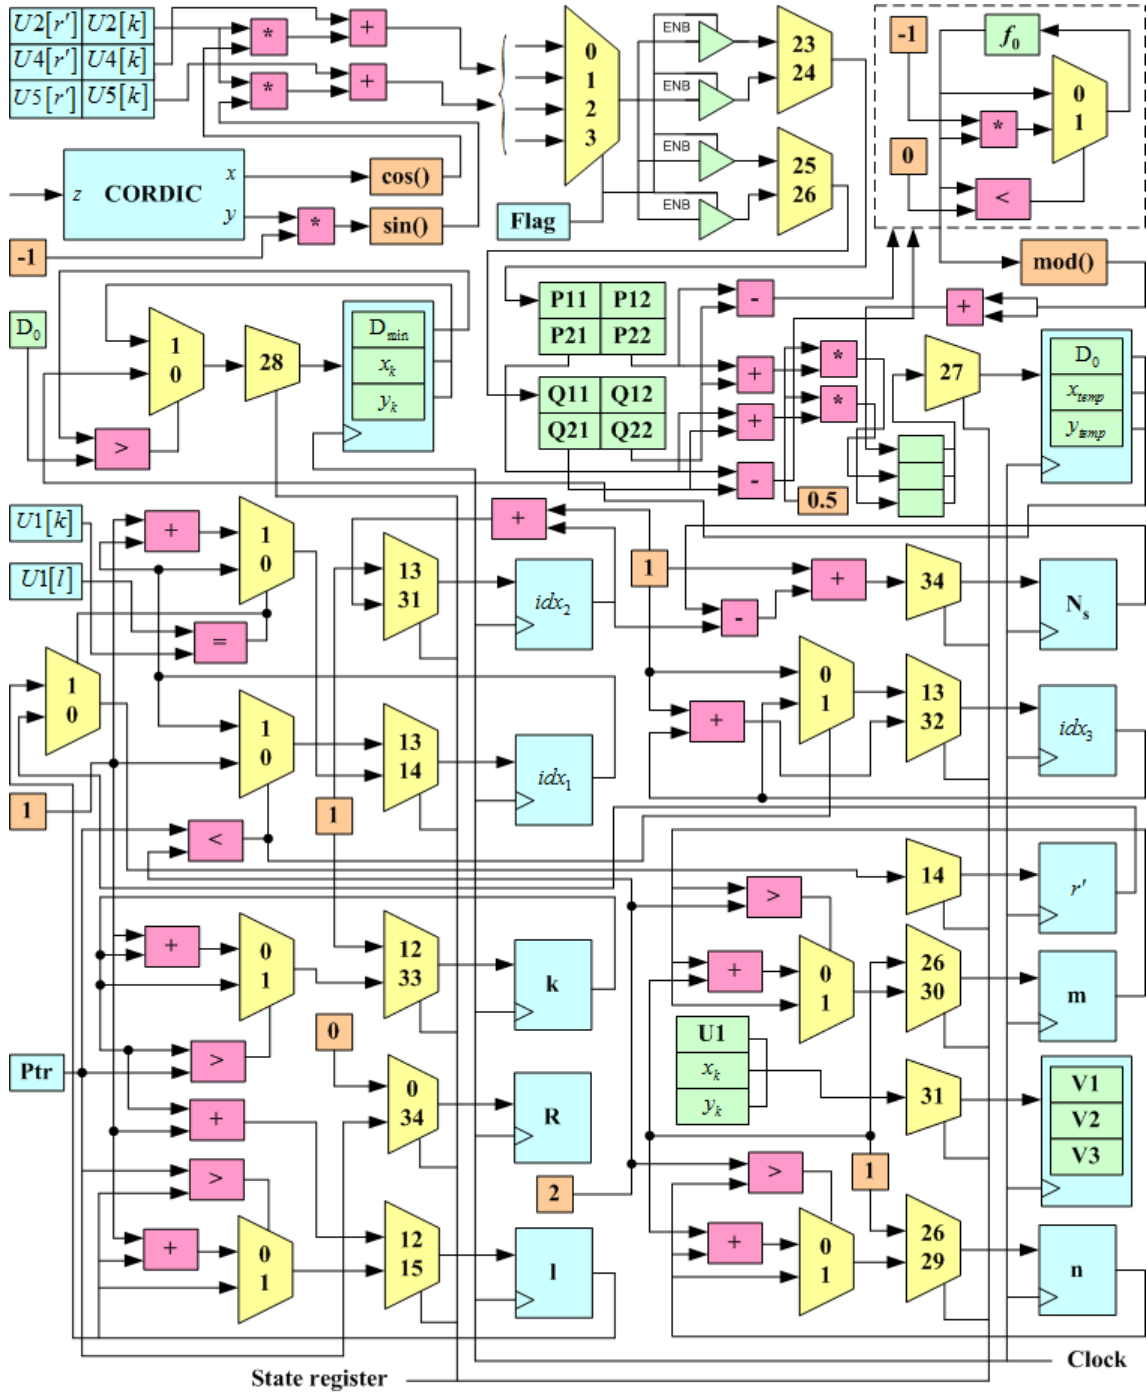 U2[r′] U2[k]
U4[r′] U4[k]
U5[r′] U5[k]
* +
* +
0
1
2
3
ENB
ENB
ENB
ENB
23
24
25
26
-1
f0
0
1
*
0
<
z CORDIC x
y
cos()
* sin()
-1
Flag
mod()
+
D0
1
0
28
Dmin
xk
yk
>
P11 P12
P21 P22
Q11 Q12
Q21 Q22
-
+
+
-
*
*
0.5
27
D0
xtemp
ytemp
U1[k]
U1[l]
+
1
0
=
1
0
+
13
31
idx2
1
-
+
34
Ns
1
0
13
14
idx1
1
1
<
+
0
1
13
32
idx3
14
r′
>
+
0
1
26
30
m
+
0
1
12
33
k
>
Ptr
0
0
34
R
+
U1
xk
yk
31
V1
V2
V3
1
2
>
+
0
1
12
15
l
>
+
0
1
26
29
n
State register
Clock